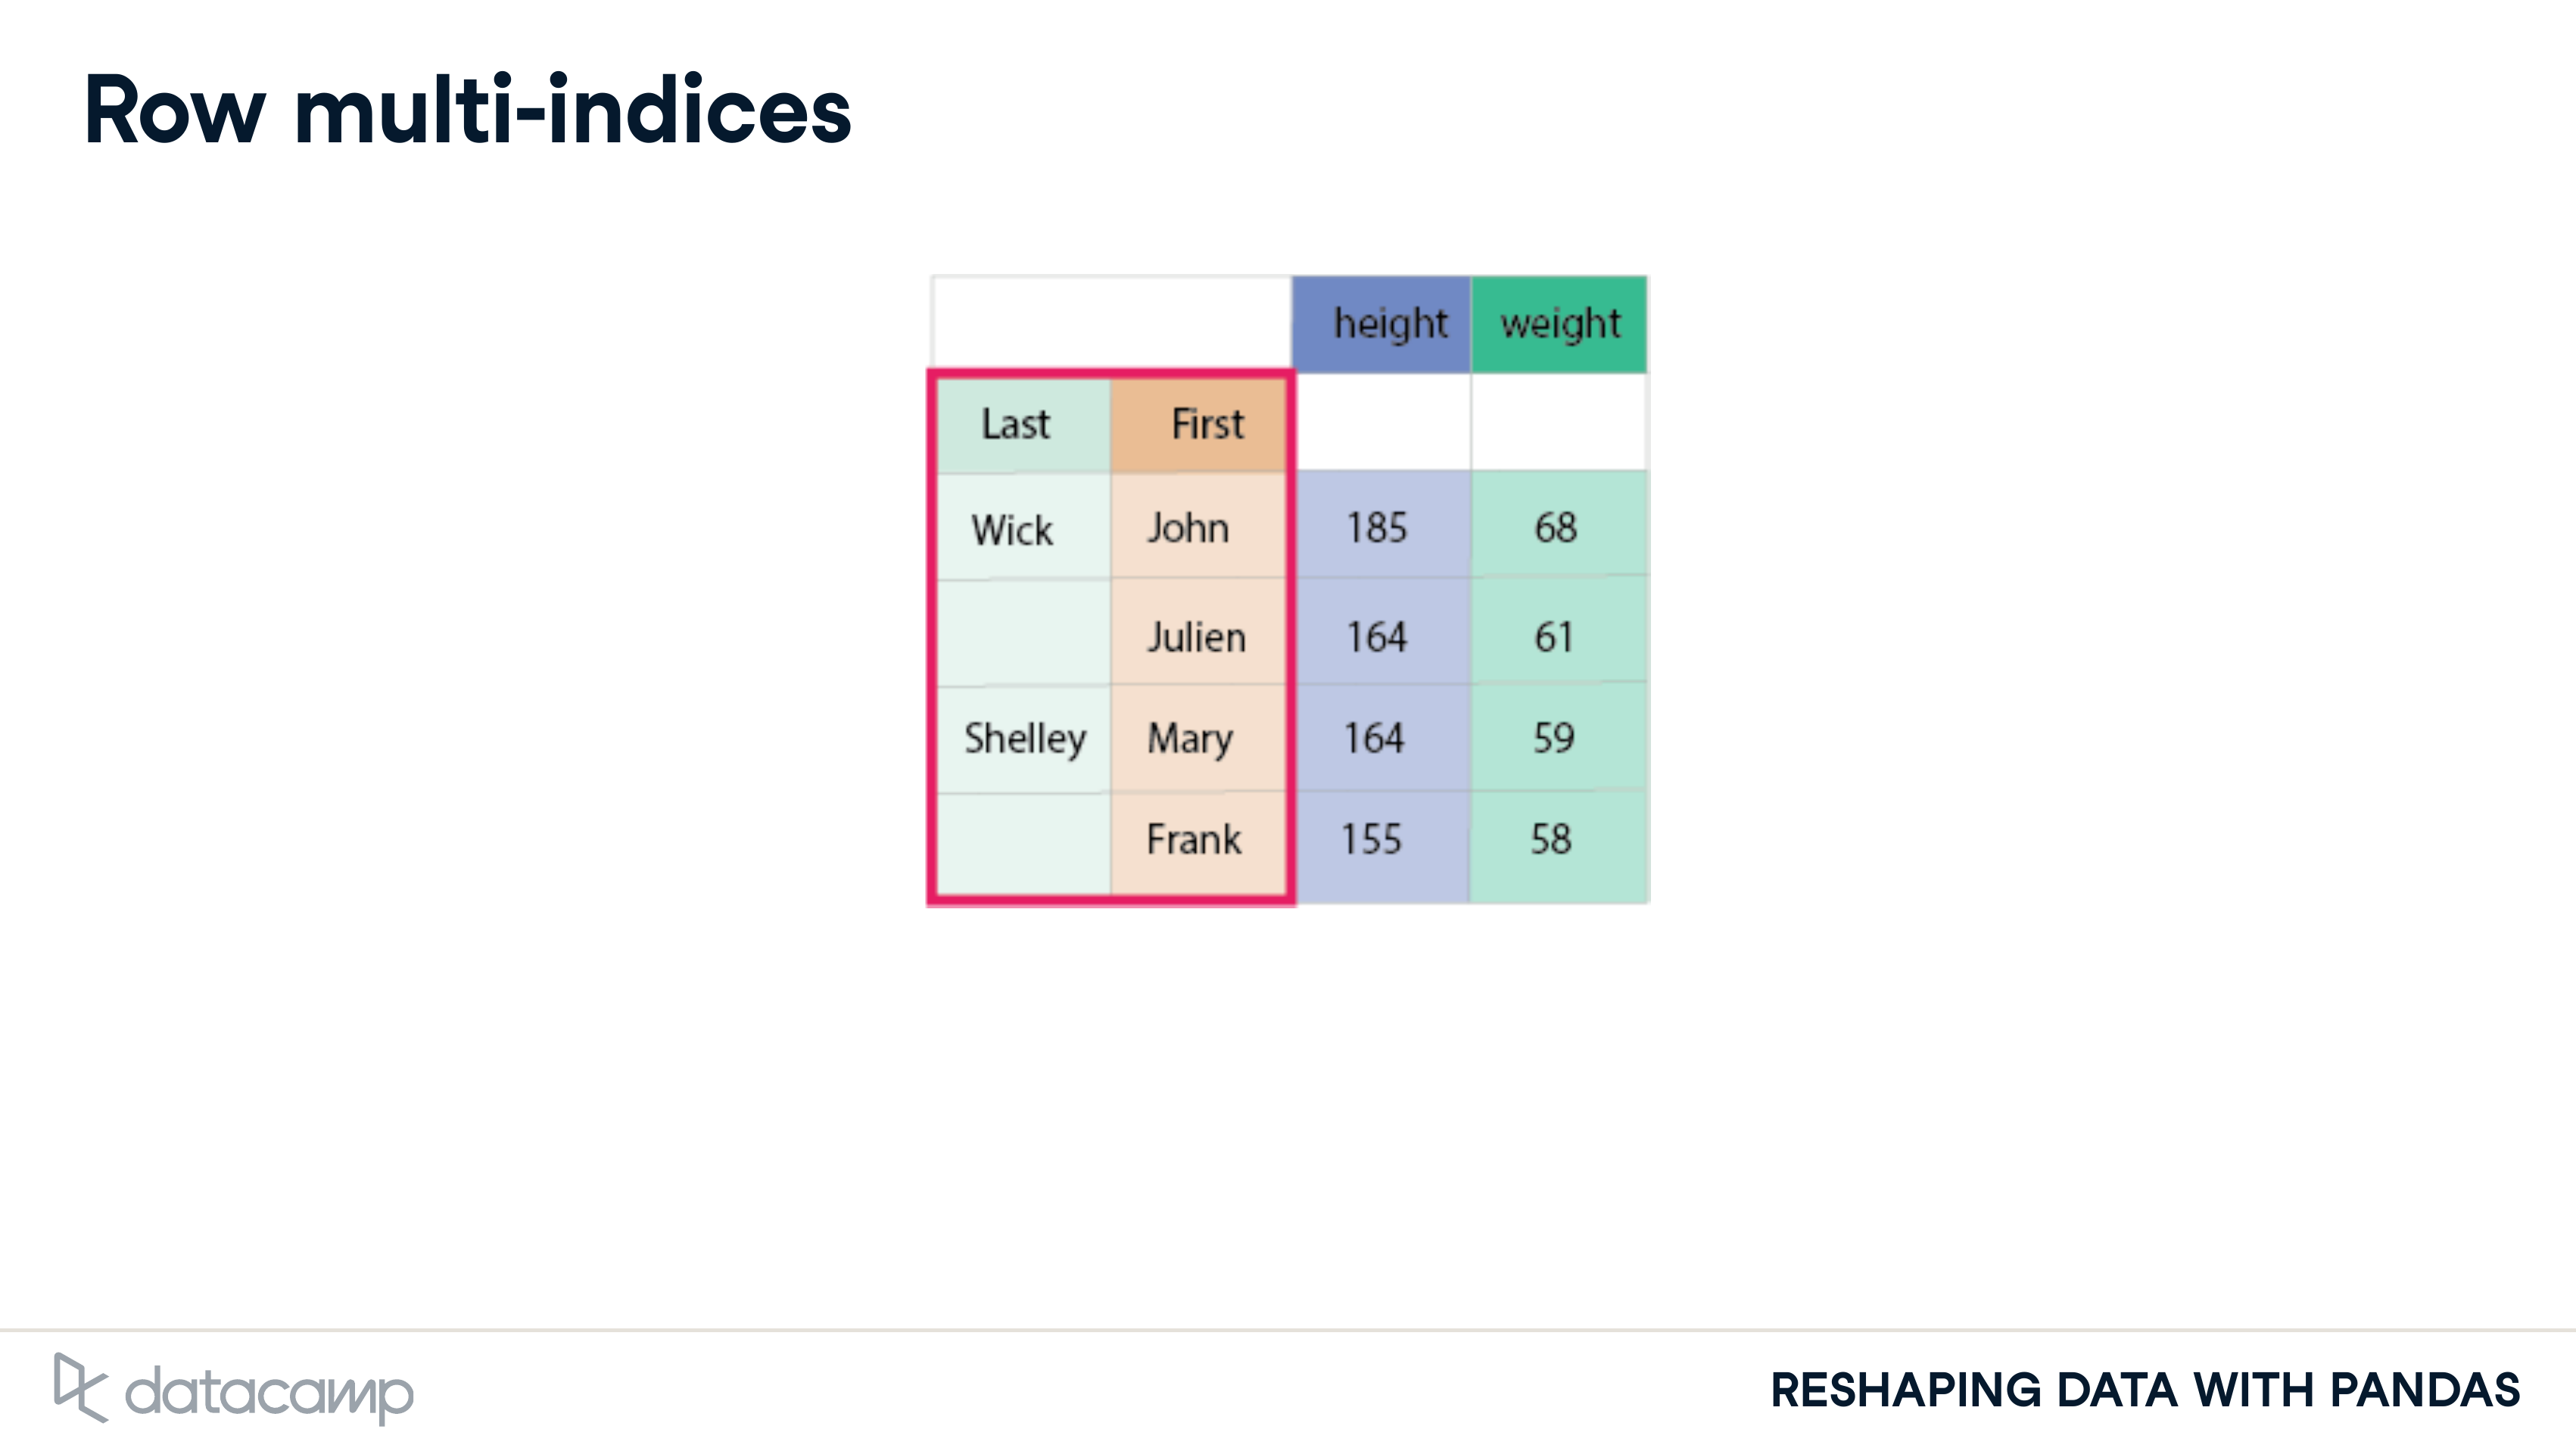 Row multi-indices
height weight
Last First
Wick John 185 68
Julien 164 61
Shelley Mary 164 59
Frank 155 58
datacamp
RESHAPING DATA WITH PANDAS